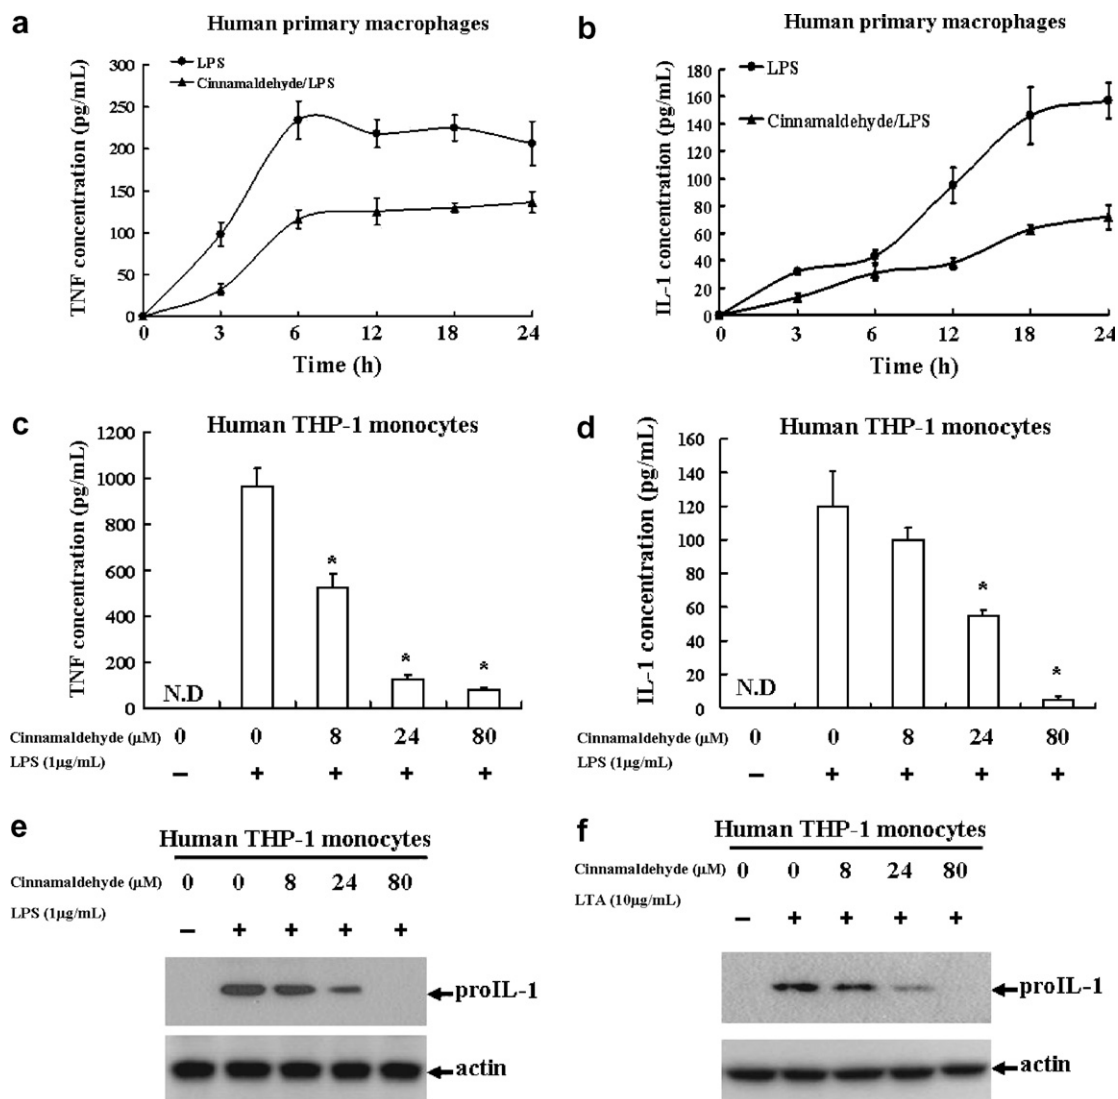 a
Human primary macrophages
300
250
200
150
100
50
0
TNF concentration (pg/mL)
LPS
Cinnamaldehyde/LPS
0 3 6 12 18 24
Time (h)
b
Human primary macrophages
180
160
140
120
100
80
60
40
20
0
IL-1 concentration (pg/mL)
LPS
Cinnamaldehyde/LPS
0 3 6 12 18 24
Time (h)
c
Human THP-1 monocytes
1200
1000
800
600
400
200
0
TNF concentration (pg/mL)
N.D
*
*
*
Cinnamaldehyde (μM) 0 0 8 24 80
LPS (1μg/mL) – + + + +
d
Human THP-1 monocytes
160
140
120
100
80
60
40
20
0
IL-1 concentration (pg/mL)
N.D
*
*
Cinnamaldehyde (μM) 0 0 8 24 80
LPS (1μg/mL) – + + + +
e
Human THP-1 monocytes
Cinnamaldehyde (μM) 0 0 8 24 80
LPS (1μg/mL) – + + + +
proIL-1
actin
f
Human THP-1 monocytes
Cinnamaldehyde (μM) 0 0 8 24 80
LTA (10μg/mL) – + + + +
proIL-1
actin